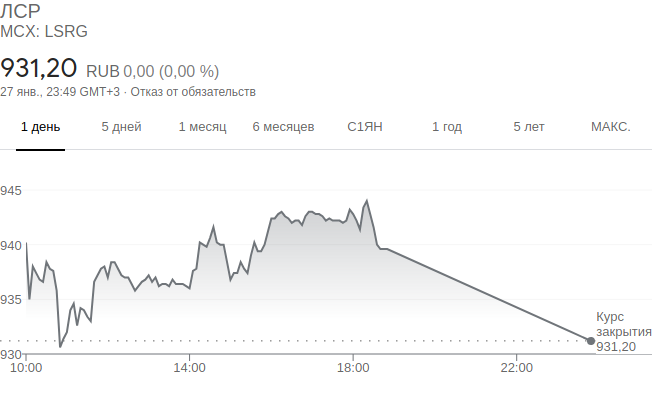 ЛСР
MCX: LSRG
931,20 RUB 0,00 (0,00 %)
27 янв., 23:49 GMT+3 · Отказ от обязательств
1 день 5 дней 1 месяц 6 месяцев С1ЯН 1 год 5 лет МАКС.
945
940
935
930
Курс
закрытия
931,20
10:00 14:00 18:00 22:00